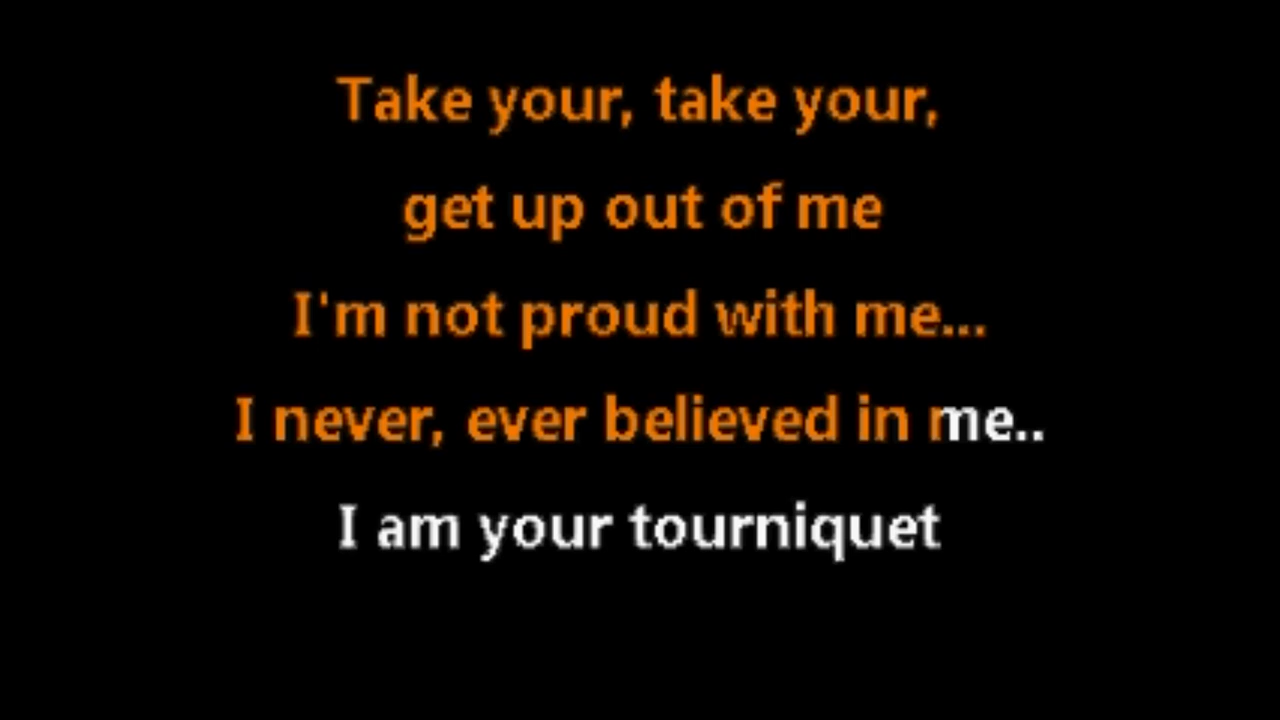 Take your, take your,
get up out of me
I'm not proud with me...
I never, ever believed in me..
I am your tourniquet